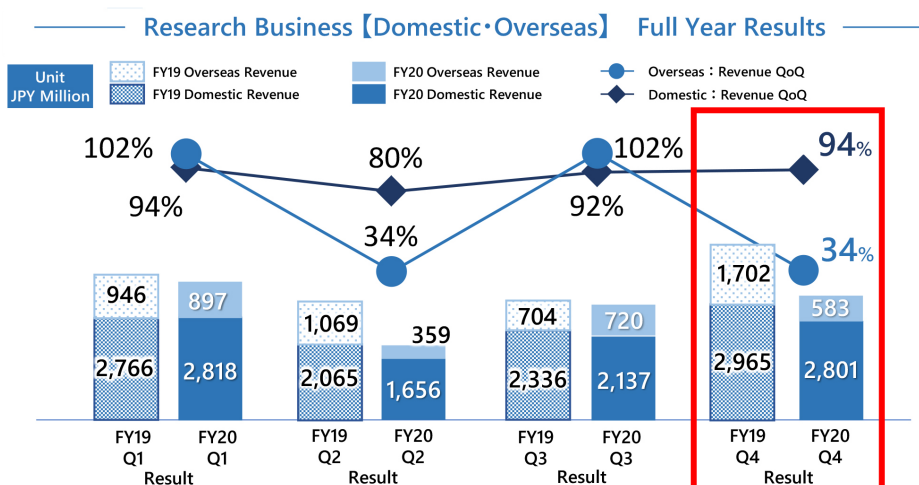 Research Business【Domestic・Overseas】 Full Year Results
Unit
JPY Million
FY19 Overseas Revenue
FY19 Domestic Revenue
FY20 Overseas Revenue
FY20 Domestic Revenue
Overseas：Revenue QoQ
Domestic：Revenue QoQ
102%
94%
80%
34%
102%
92%
94%
34%
946
2,766
897
2,818
1,069
2,065
359
1,656
704
2,336
720
2,137
1,702
2,965
583
2,801
FY19
Q1
FY20
Q1
Result
FY19
Q2
FY20
Q2
Result
FY19
Q3
FY20
Q3
Result
FY19
Q4
FY20
Q4
Result